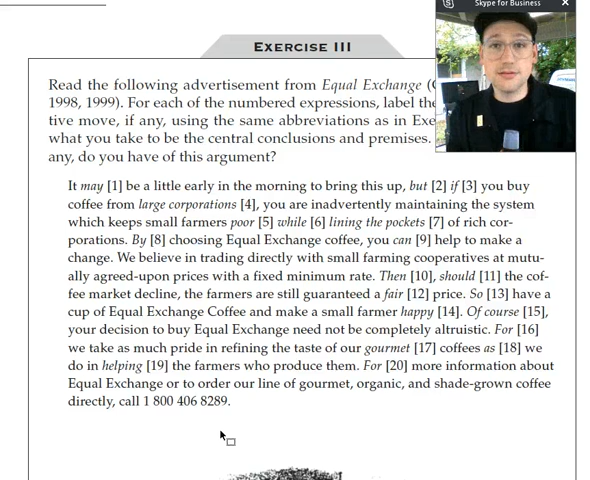 Skype for Business
EXERCISE III
Read the following advertisement from Equal Exchange (
1998, 1999). For each of the numbered expressions, label the
tive move, if any, using the same abbreviations as in Exe
what you take to be the central conclusions and premises.
any, do you have of this argument?
It may [1] be a little early in the morning to bring this up, but [2] if [3] you buy
coffee from large corporations [4], you are inadvertently maintaining the system
which keeps small farmers poor [5] while [6] lining the pockets [7] of rich cor-
porations. By [8] choosing Equal Exchange coffee, you can [9] help to make a
change. We believe in trading directly with small farming cooperatives at mutu-
ally agreed-upon prices with a fixed minimum rate. Then [10], should [11] the cof-
fee market decline, the farmers are still guaranteed a fair [12] price. So [13] have a
cup of Equal Exchange Coffee and make a small farmer happy [14]. Of course [15],
your decision to buy Equal Exchange need not be completely altruistic. For [16]
we take as much pride in refining the taste of our gourmet [17] coffees as [18] we
do in helping [19] the farmers who produce them. For [20] more information about
Equal Exchange or to order our line of gourmet, organic, and shade-grown coffee
directly, call 1 800 406 8289.